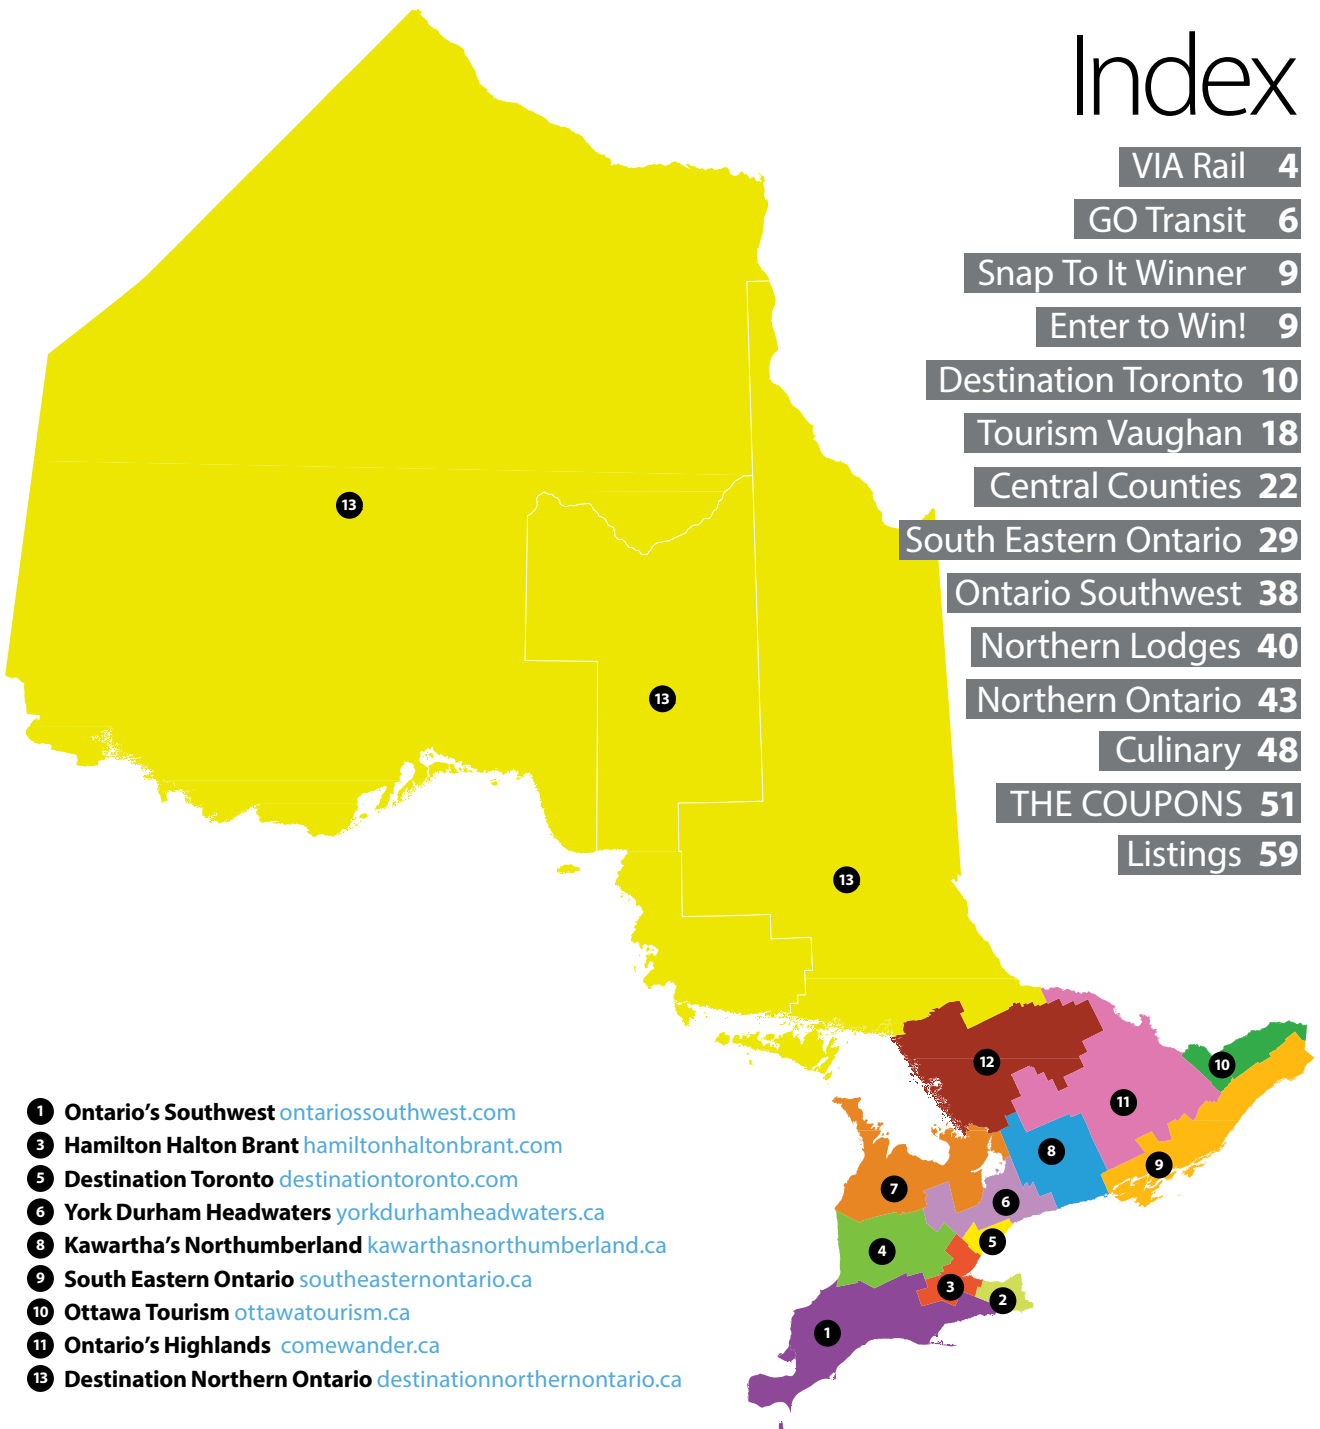 Index
VIA Rail 4
GO Transit 6
Snap To It Winner 9
Enter to Win! 9
Destination Toronto 10
Tourism Vaughan 18
Central Counties 22
South Eastern Ontario 29
Ontario Southwest 38
Northern Lodges 40
Northern Ontario 43
Culinary 48
THE COUPONS 51
Listings 59
13
13
13
12
10
11
8
9
7
6
5
4
3
2
1
1 Ontario's Southwest ontariossouthwest.com
3 Hamilton Halton Brant hamiltonhaltonbrant.com
5 Destination Toronto destinationtoronto.com
6 York Durham Headwaters yorkdurhamheadwaters.ca
8 Kawartha's Northumberland kawarthasnorthumberland.ca
9 South Eastern Ontario southeasternontario.ca
10 Ottawa Tourism ottawatourism.ca
11 Ontario's Highlands comewander.ca
13 Destination Northern Ontario destinationnorthernontario.ca